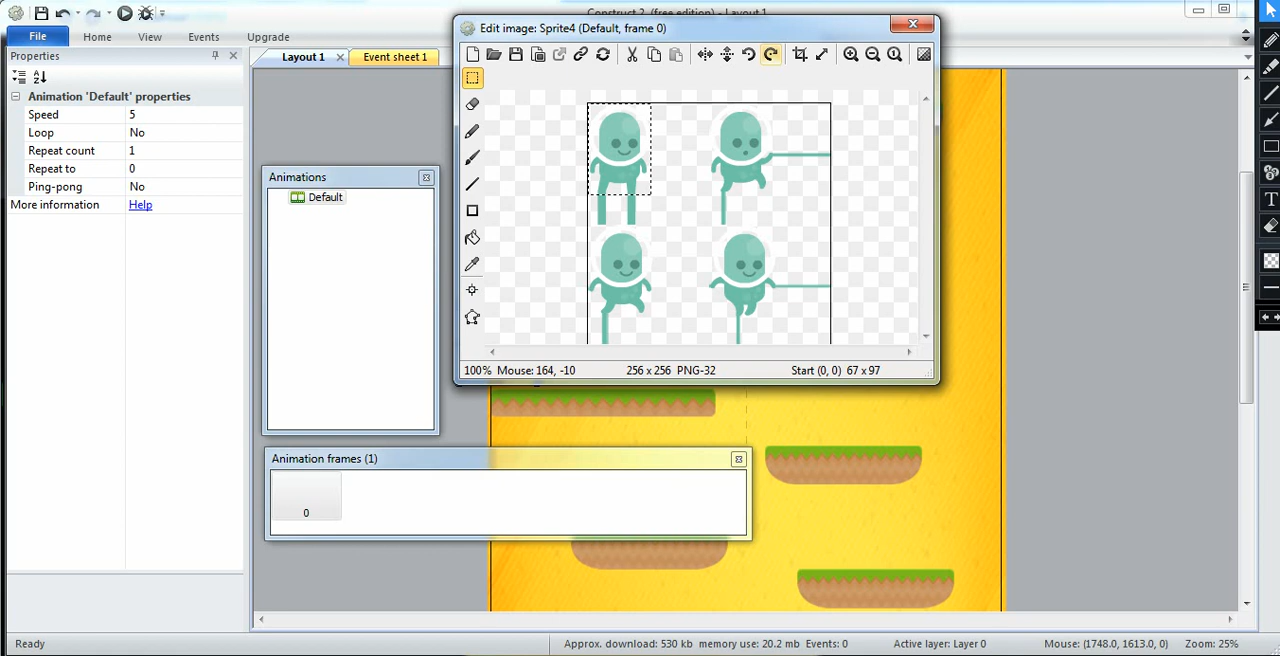 Construct 2 (free edition) - Layout 1
File Home View Events Upgrade
Properties
Animation 'Default' properties
Speed 5
Loop No
Repeat count 1
Repeat to 0
Ping-pong No
More information Help
Layout 1 Event sheet 1
Edit image: Sprite4 (Default, frame 0)
100% Mouse: 164, -10 256 x 256 PNG-32 Start (0, 0) 67 x 97
Animations
Default
Animation frames (1)
0
T
Ready Approx. download: 530 kb memory use: 20.2 mb Events: 0 Active layer: Layer 0 Mouse: (1748.0, 1613.0, 0) Zoom: 25%